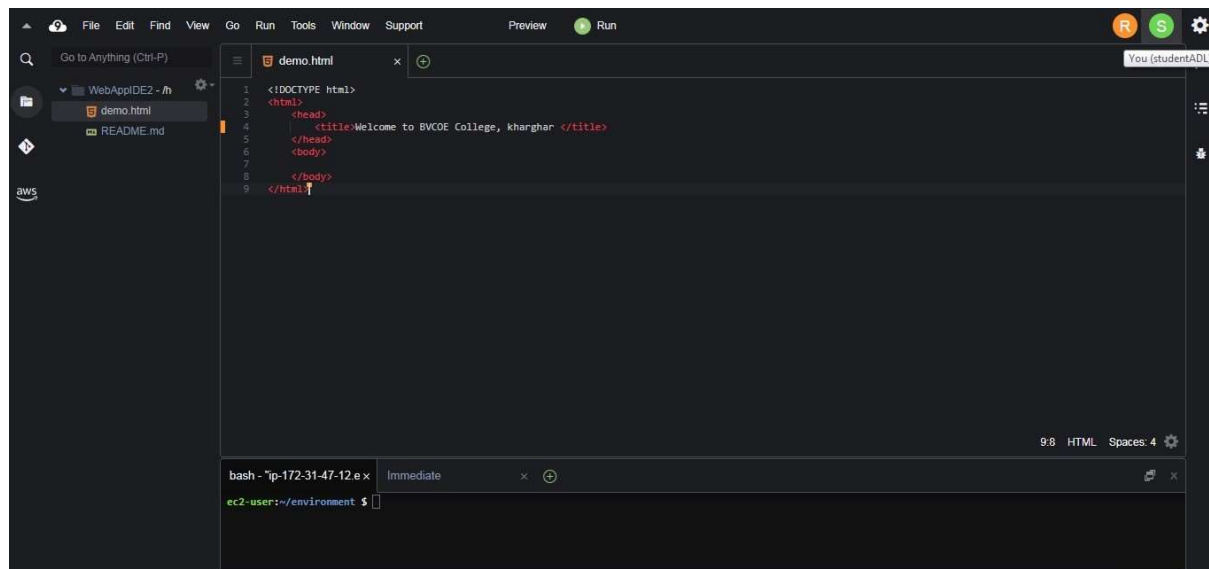 File Edit Find View Go Run Tools Window Support Preview Run R S
Go to Anything (Ctrl-P)
demo.html
You (studentADL
WebAppIDE2 - /h
demo.html
README.md
aws
1 <!DOCTYPE html>
2 <html>
3 <head>
4 <title>Welcome to BVCOE College, kharghar </title>
5 </head>
6 <body>
7
8 </body>
9 </html>
9:8 HTML Spaces: 4
bash - "ip-172-31-47-12.e × Immediate ×
ec2-user:~/environment $